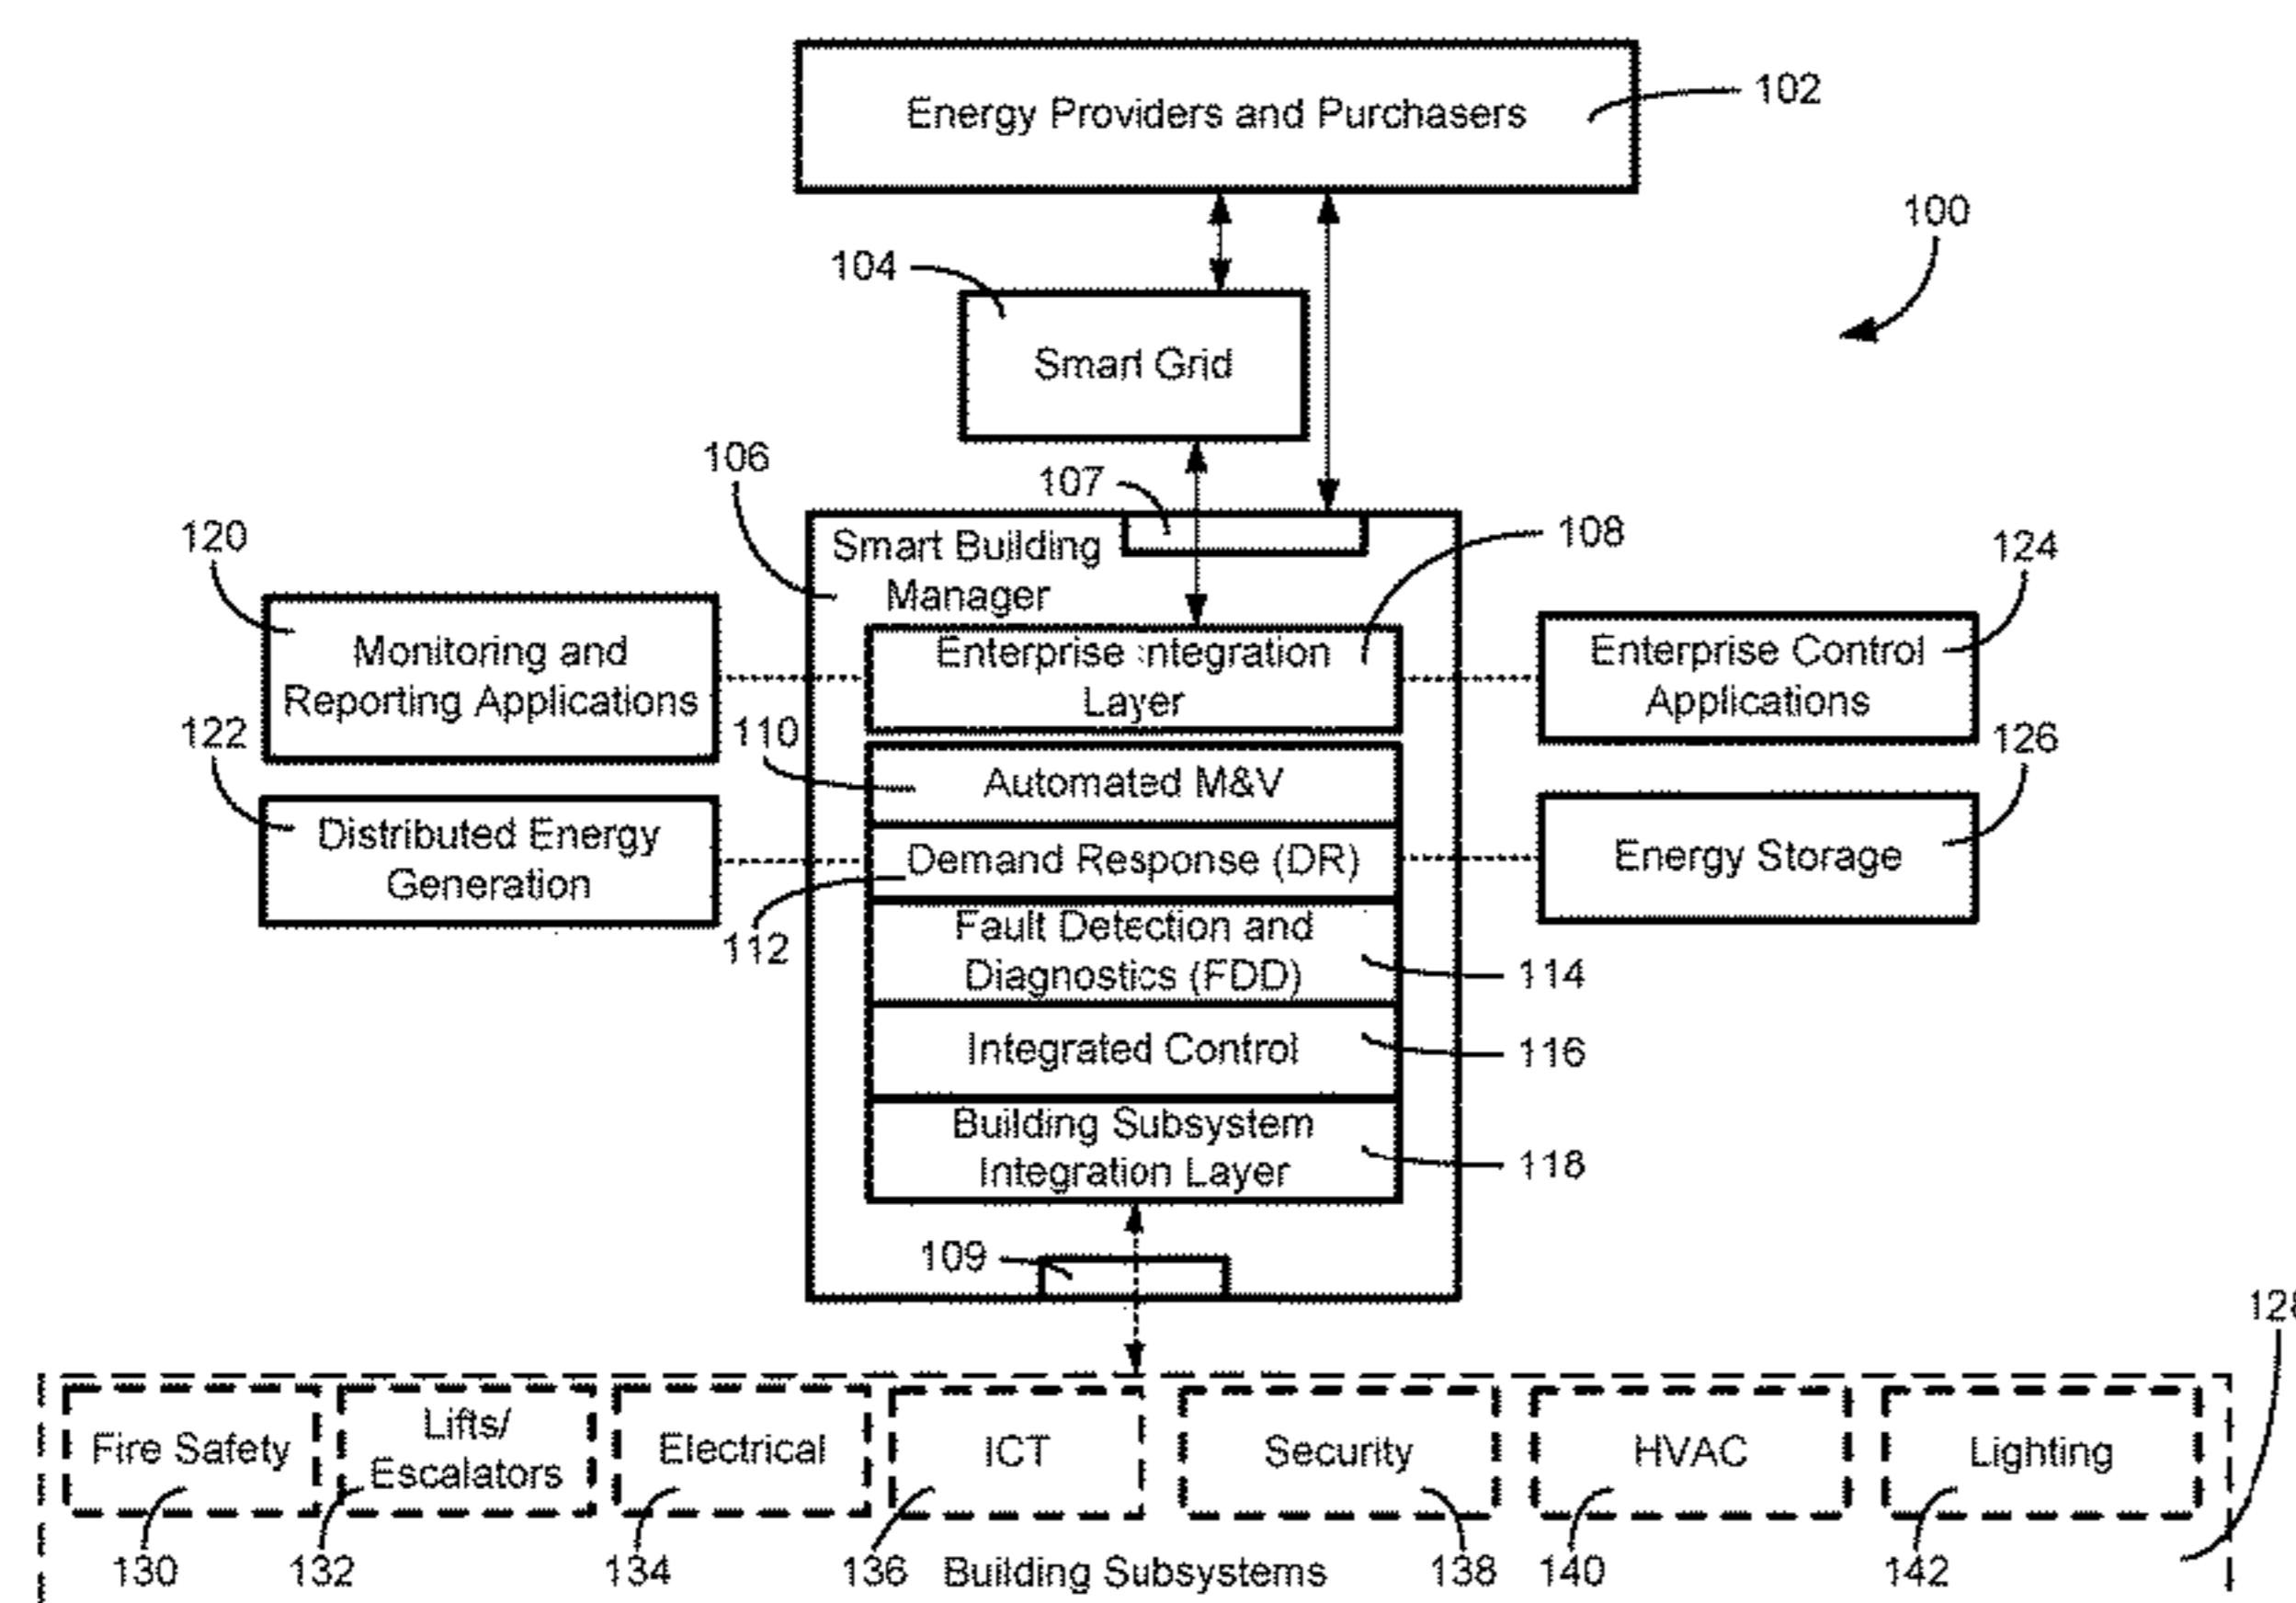 Energy Providers and Purchasers
102
100
104
Smart Grid
106
107
Smart Building
Manager
108
120
Monitoring and
Reporting Applications
Enterprise Integration
Layer
124
Enterprise Control
Applications
122
Distributed Energy
Generation
110
Automated M&V
126
Energy Storage
Demand Response (DR)
112
Fault Detection and
Diagnostics (FDD)
114
Integrated Control
116
Building Subsystem
Integration Layer
118
109
128
Fire Safety
Lifts/
Escalators
Electrical
ICT
Security
HVAC
Lighting
130
132
134
136
Building Subsystems
138
140
142